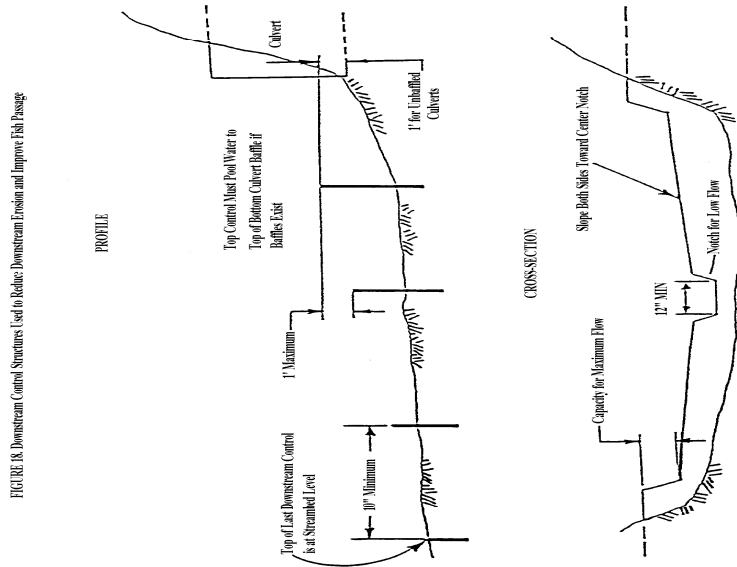 FIGURE 18. Downstream Control Structures Used to Reduce Downstream Erosion and Improve Fish Passage
PROFILE
Culvert
Top Control Must Pool Water to
Top of Bottom Culvert Baffle if
Baffles Exist
1' for Unbaffled
Culverts
1' Maximum
Top of Last Downstream Control
is at Streambed Level
10" Minimum
CROSS-SECTION
Slope Both Sides Toward Center Notch
Capacity for Maximum Flow
12" MIN
Notch for Low Flow